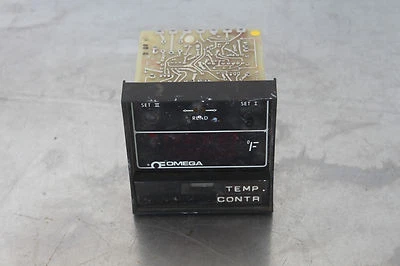 SET II SET I
READ
°F
OMEGA
TEMP.
CONTR